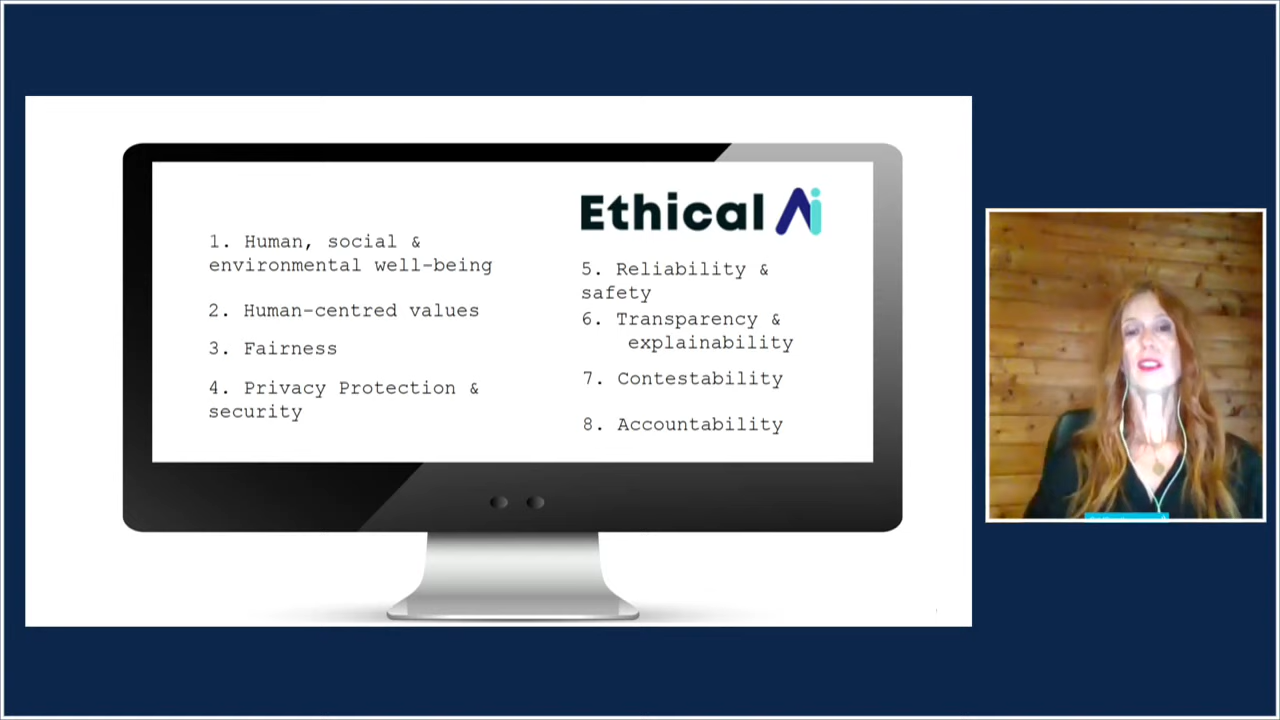 1. Human, social &
environmental well-being
2. Human-centred values
3. Fairness
4. Privacy Protection &
security
Ethical Ai
5. Reliability &
safety
6. Transparency &
explainability
7. Contestability
8. Accountability